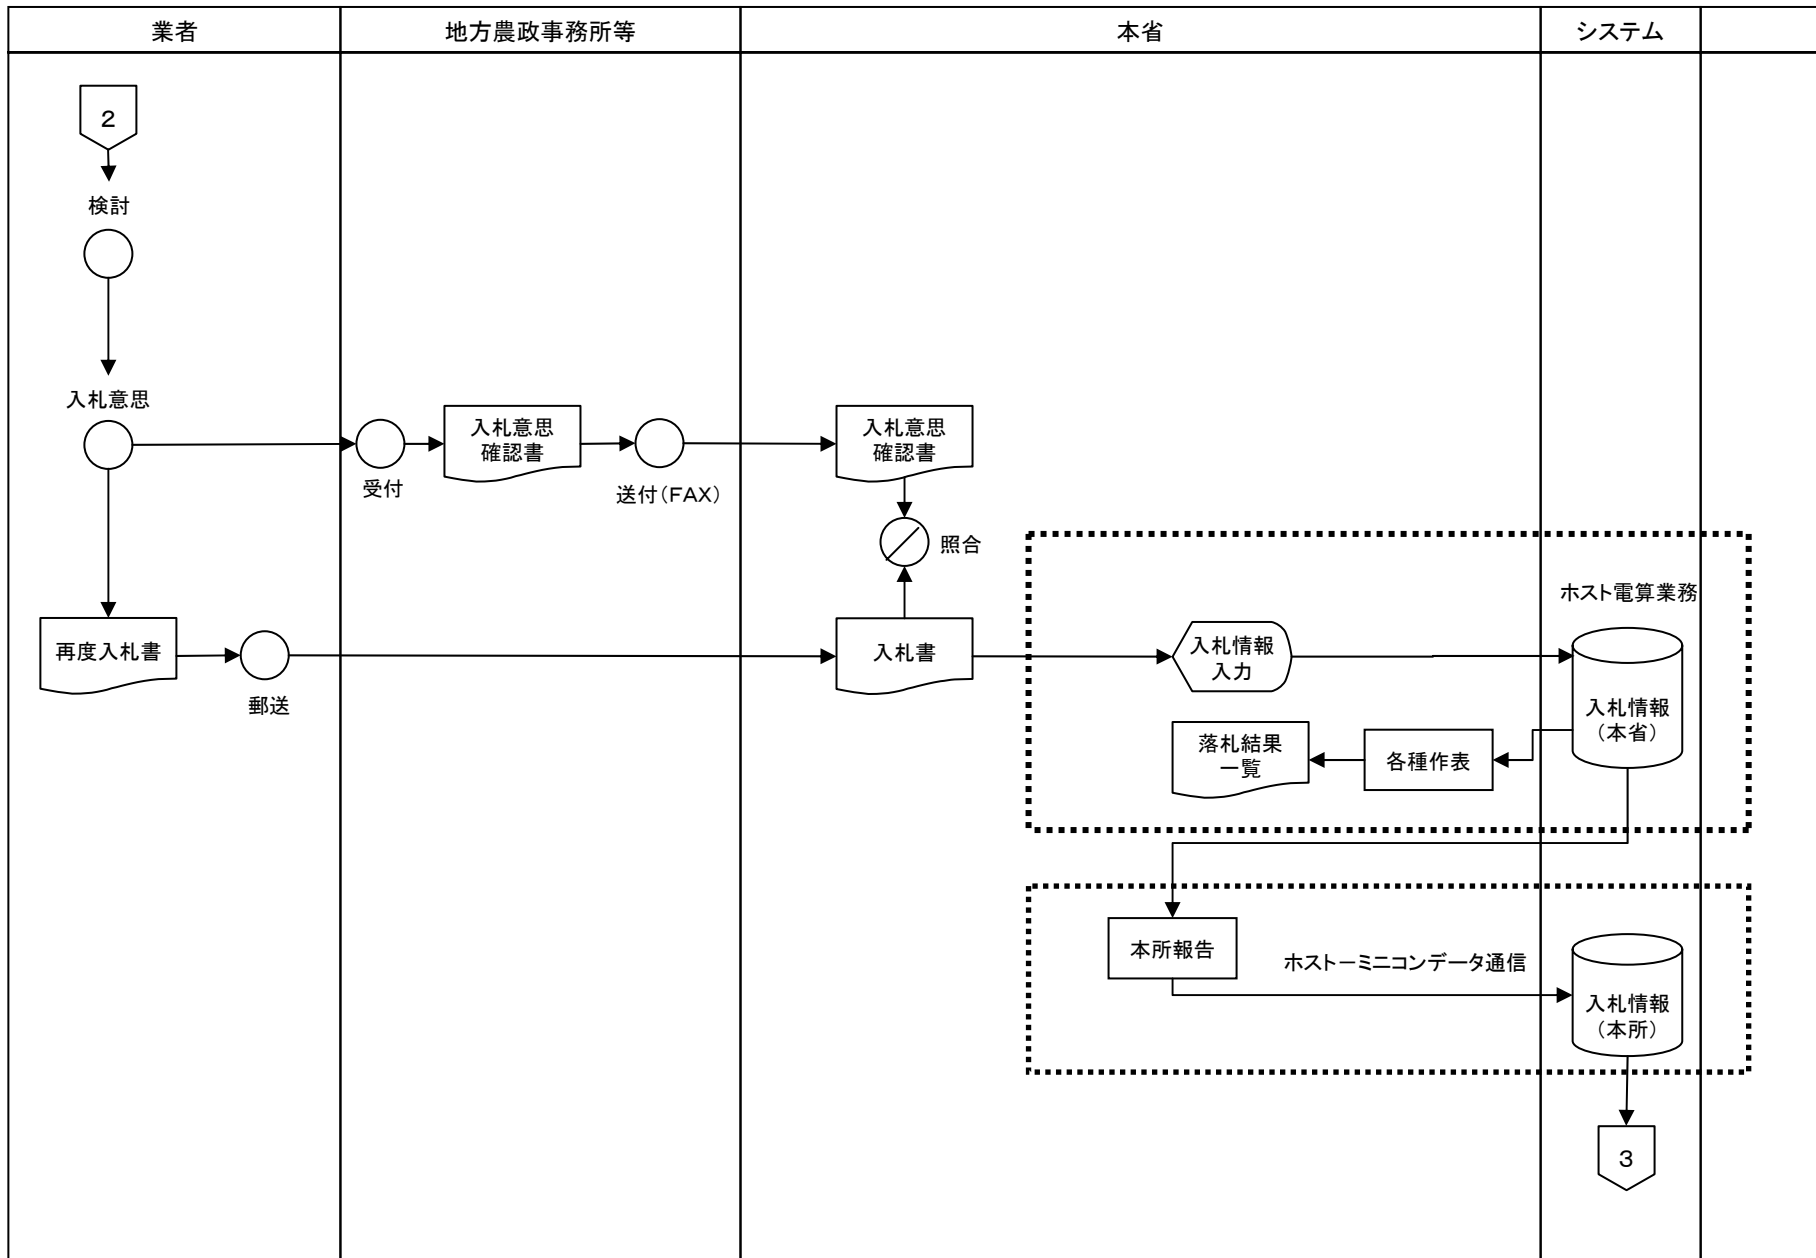 業者
地方農政事務所等
本省
システム
2
検討
入札意思
入札意思
確認書
入札意思
確認書
受付
送付(FAX)
照合
ホスト電算業務
再度入札書
入札書
入札情報
入力
郵送
入札情報
(本省)
落札結果
一覧
各種作表
本所報告
ホスト-ミニコンデータ通信
入札情報
(本所)
3